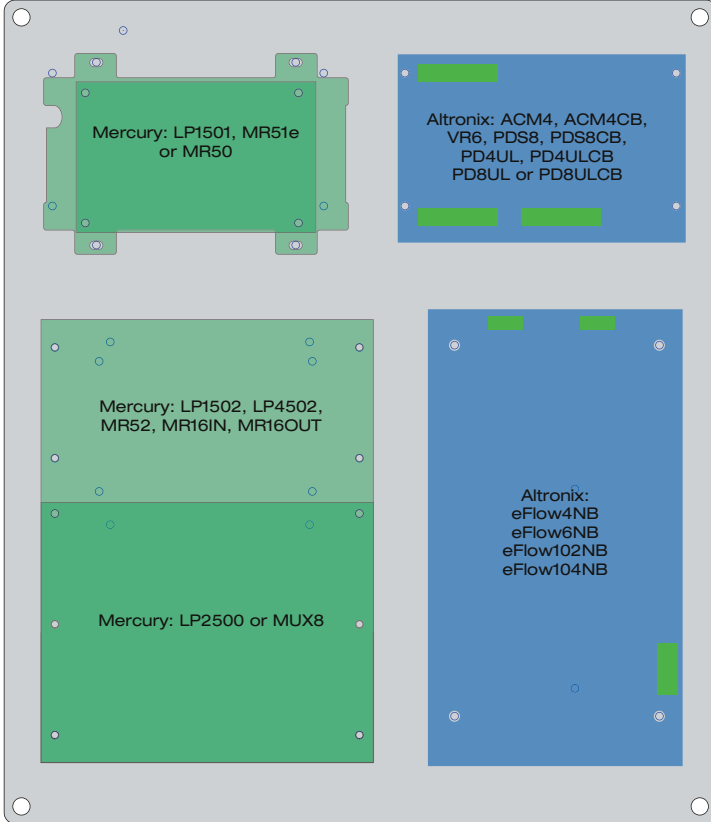 Mercury: LP1501, MR51e
or MR50
Altronix: ACM4, ACM4CB,
VR6, PDS8, PDS8CB,
PD4UL, PD4ULCB
PD8UL or PD8ULCB
Mercury: LP1502, LP4502,
MR52, MR16IN, MR16OUT
Mercury: LP2500 or MUX8
Altronix:
eFlow4NB
eFlow6NB
eFlow102NB
eFlow104NB